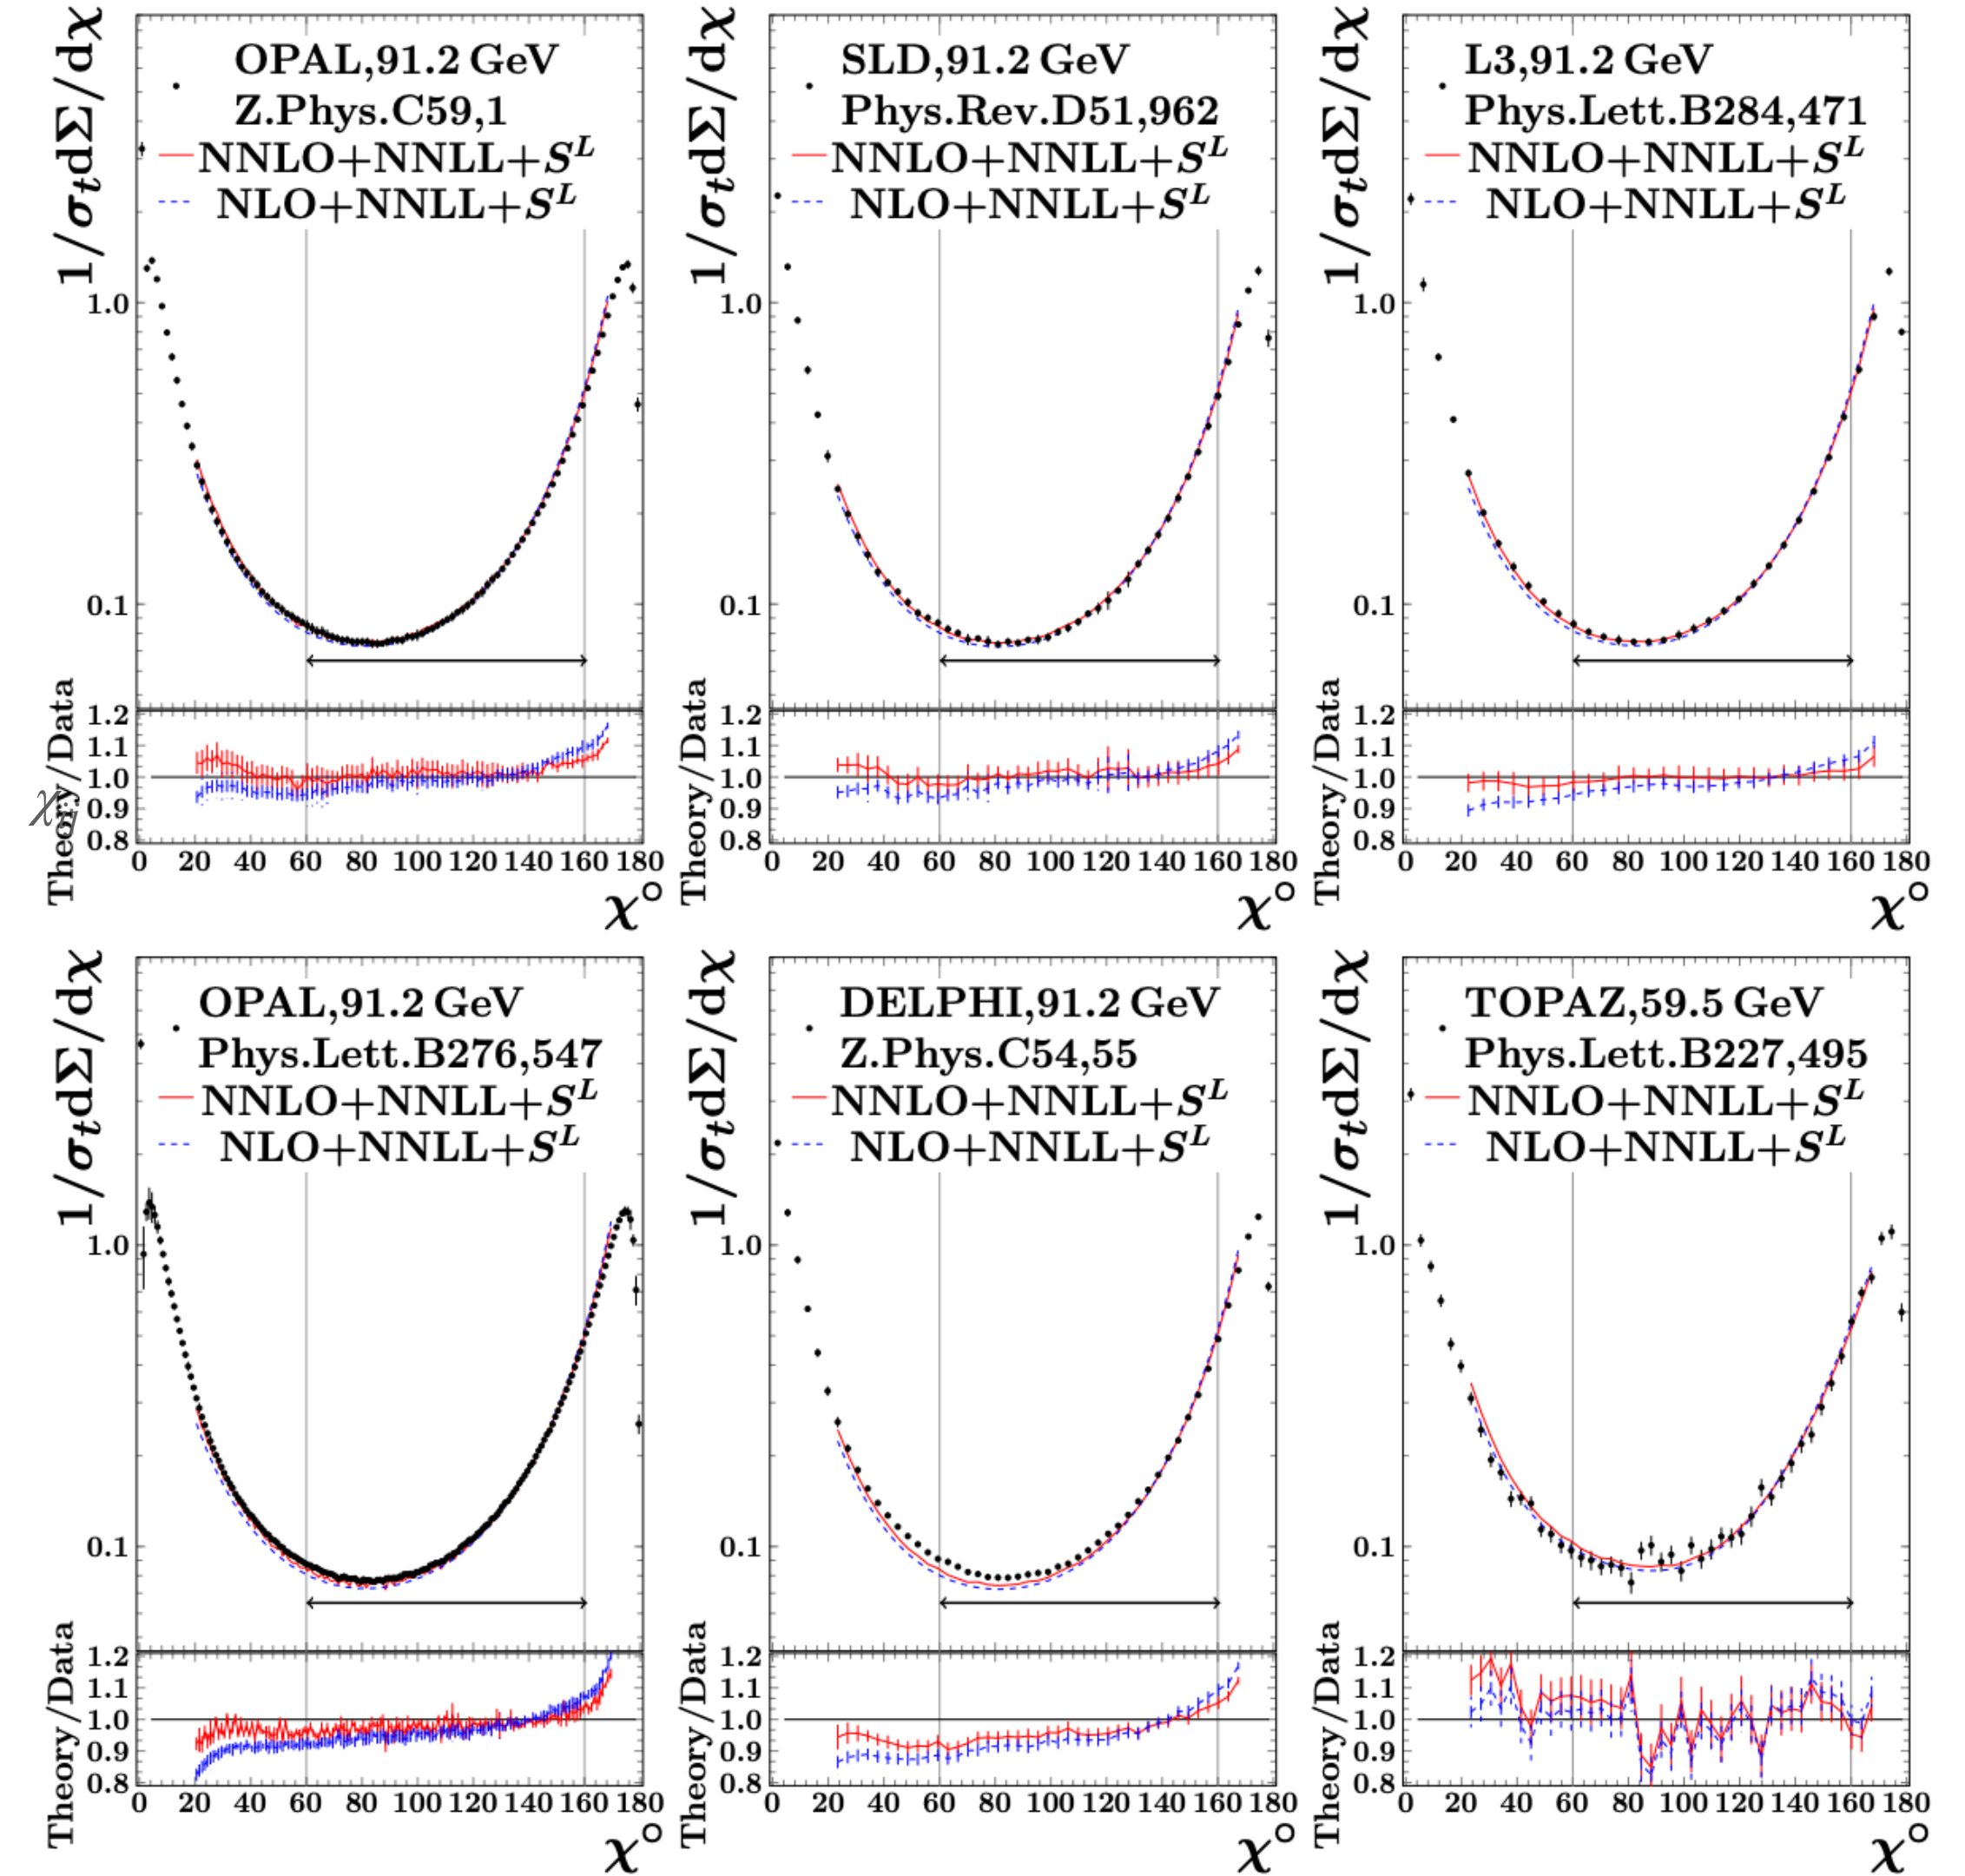 1/σtdΣ/dχ
OPAL,91.2 GeV
Z.Phys.C59,1
NNLO+NNLL+S^L
NLO+NNLL+S^L
1.0
0.1
Theory/Data
1.2
1.1
1.0
0.9
0.8
0 20 40 60 80 100 120 140 160 180
χ°
χij
1/σtdΣ/dχ
SLD,91.2 GeV
Phys.Rev.D51,962
NNLO+NNLL+S^L
NLO+NNLL+S^L
1.0
0.1
Theory/Data
1.2
1.1
1.0
0.9
0.8
0 20 40 60 80 100 120 140 160 180
χ°
1/σtdΣ/dχ
L3,91.2 GeV
Phys.Lett.B284,471
NNLO+NNLL+S^L
NLO+NNLL+S^L
1.0
0.1
Theory/Data
1.2
1.1
1.0
0.9
0.8
0 20 40 60 80 100 120 140 160 180
χ°
1/σtdΣ/dχ
OPAL,91.2 GeV
Phys.Lett.B276,547
NNLO+NNLL+S^L
NLO+NNLL+S^L
1.0
0.1
Theory/Data
1.2
1.1
1.0
0.9
0.8
0 20 40 60 80 100 120 140 160 180
χ°
1/σtdΣ/dχ
DELPHI,91.2 GeV
Z.Phys.C54,55
NNLO+NNLL+S^L
NLO+NNLL+S^L
1.0
0.1
Theory/Data
1.2
1.1
1.0
0.9
0.8
0 20 40 60 80 100 120 140 160 180
χ°
1/σtdΣ/dχ
TOPAZ,59.5 GeV
Phys.Lett.B227,495
NNLO+NNLL+S^L
NLO+NNLL+S^L
1.0
0.1
Theory/Data
1.2
1.1
1.0
0.9
0.8
0 20 40 60 80 100 120 140 160 180
χ°